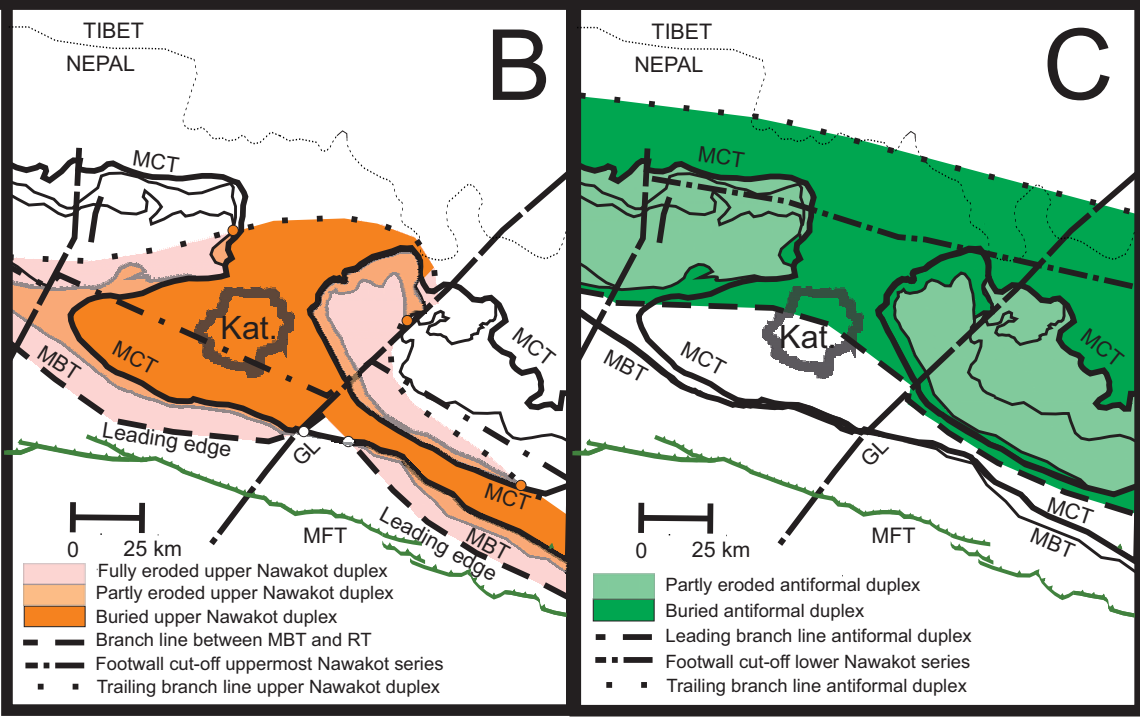 TIBET
NEPAL
B
MCT
Kat.
MCT
MBT
MCT
Leading edge
GL
MCT
MFT
MBT
Leading edge
0 25 km
Fully eroded upper Nawakot duplex
Partly eroded upper Nawakot duplex
Buried upper Nawakot duplex
Branch line between MBT and RT
Footwall cut-off uppermost Nawakot series
Trailing branch line upper Nawakot duplex
TIBET
NEPAL
C
MCT
Kat.
MCT
MBT
MCT
GL
MCT
MFT
MBT
0 25 km
Partly eroded antiformal duplex
Buried antiformal duplex
Leading branch line antiformal duplex
Footwall cut-off lower Nawakot series
Trailing branch line antiformal duplex